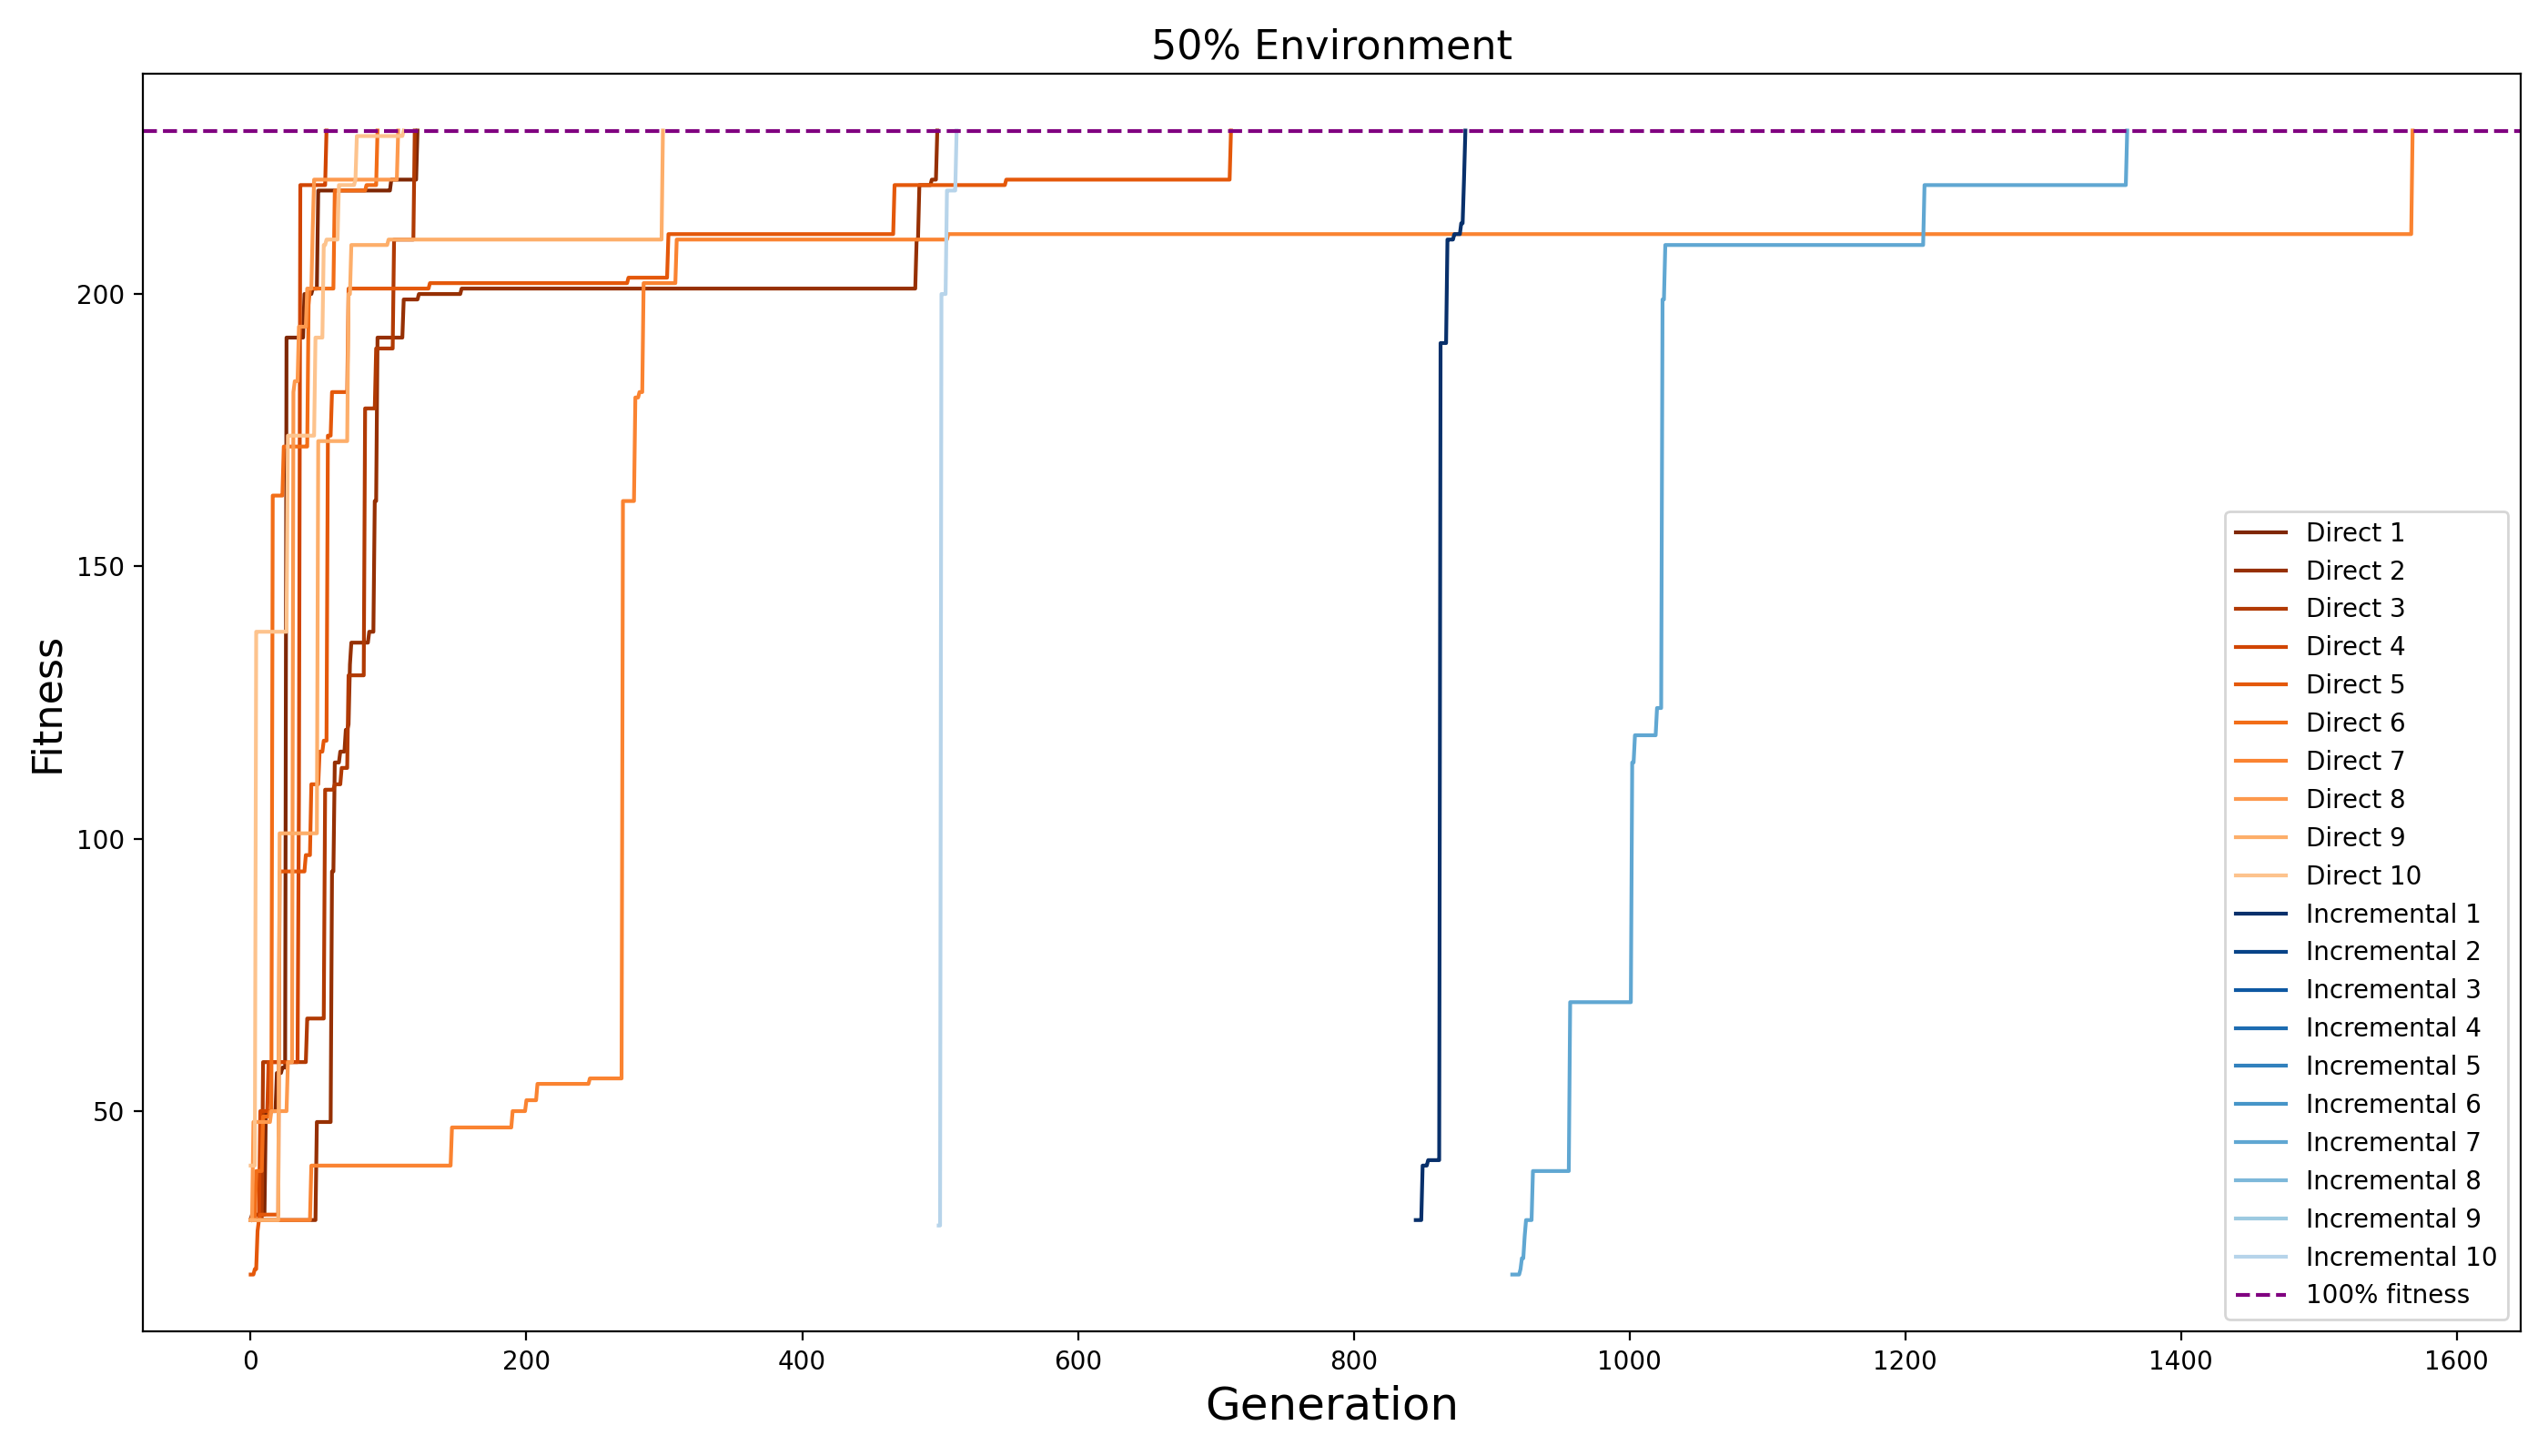 50% Environment
Fitness
200
150
100
50
0
200
400
600
800
1000
1200
1400
1600
Generation
Direct 1
Direct 2
Direct 3
Direct 4
Direct 5
Direct 6
Direct 7
Direct 8
Direct 9
Direct 10
Incremental 1
Incremental 2
Incremental 3
Incremental 4
Incremental 5
Incremental 6
Incremental 7
Incremental 8
Incremental 9
Incremental 10
100% fitness